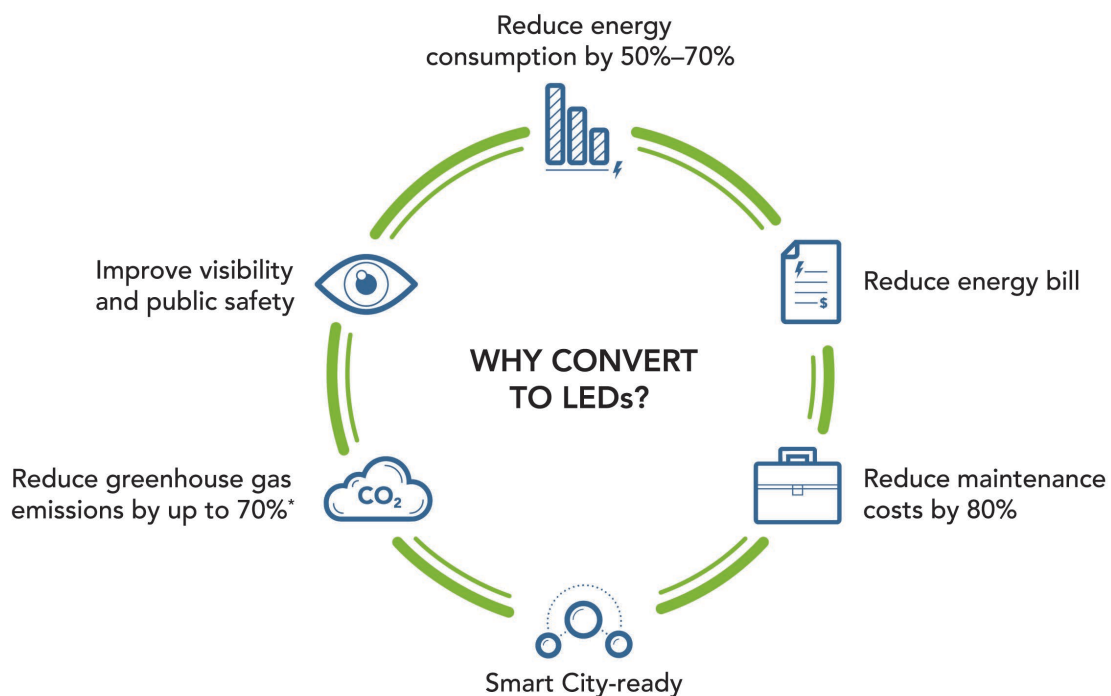 Reduce energy
consumption by 50%–70%
Improve visibility
and public safety
$
Reduce energy bill
WHY CONVERT
TO LEDs?
Reduce greenhouse gas
emissions by up to 70%*
CO₂
Reduce maintenance
costs by 80%
Smart City-ready